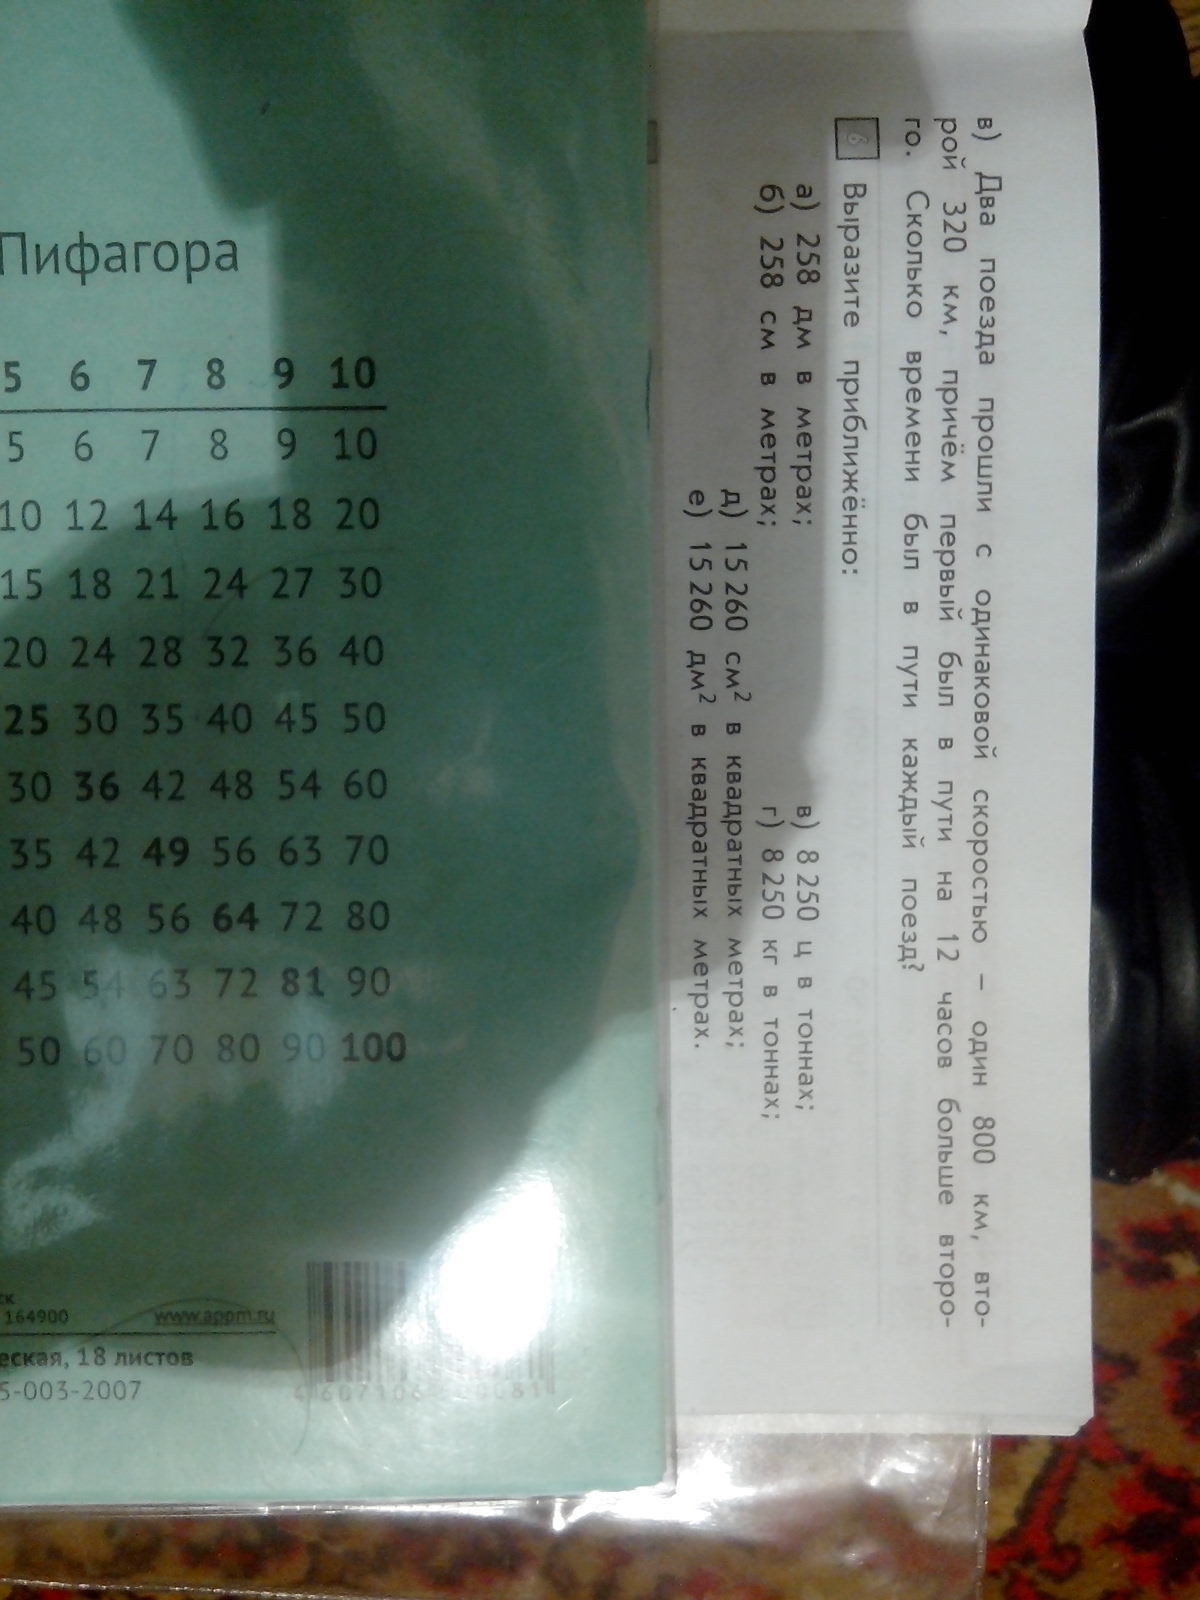 в) Два поезда прошли с одинаковой скоростью – один 800 км, вто-
рой 320 км, причём первый был в пути на 12 часов больше второ-
го. Сколько времени был в пути каждый поезд?
6 Выразите приближённо:
а) 258 дм в метрах; в) 8 250 ц в тоннах;
б) 258 см в метрах; г) 8 250 кг в тоннах;
д) 15 260 см² в квадратных метрах;
е) 15 260 дм² в квадратных метрах.
Пифагора
5 6 7 8 9 10
5 6 7 8 9 10
10 12 14 16 18 20
15 18 21 24 27 30
20 24 28 32 36 40
25 30 35 40 45 50
30 36 42 48 54 60
35 42 49 56 63 70
40 48 56 64 72 80
45 54 63 72 81 90
50 60 70 80 90 100
ск
164900 www.appm.ru
еская, 18 листов
5-003-2007